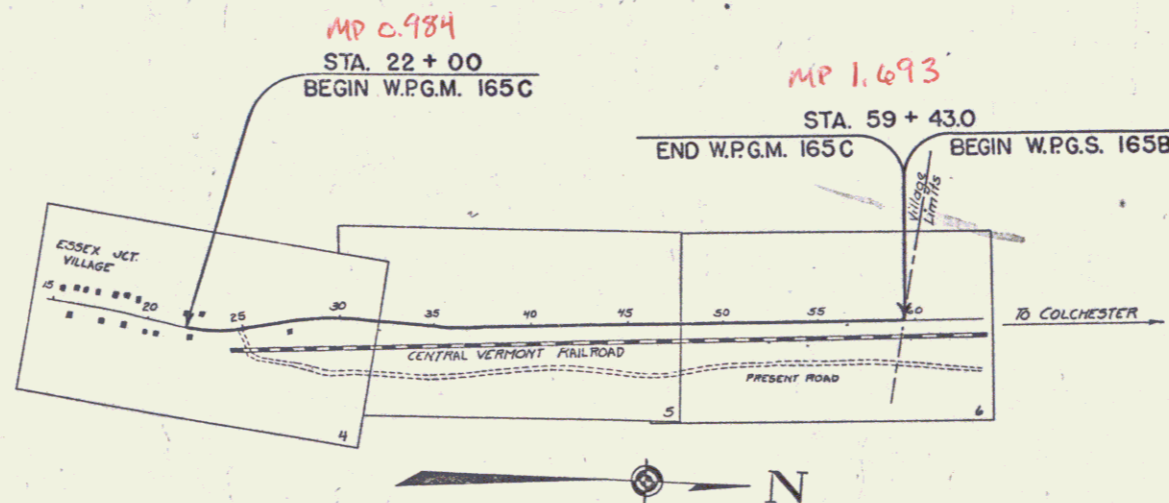 MP 0.984
STA. 22 + 00
BEGIN W.P.G.M. 165C
MP 1.693
STA. 59 + 43.0
END W.P.G.M. 165C
BEGIN W.P.G.S. 165B
Village
Limits
ESSEX JCT.
VILLAGE
15
20
25
30
35
40
45
50
55
60
TO COLCHESTER
CENTRAL VERMONT RAILROAD
PRESENT ROAD
4
5
6
N